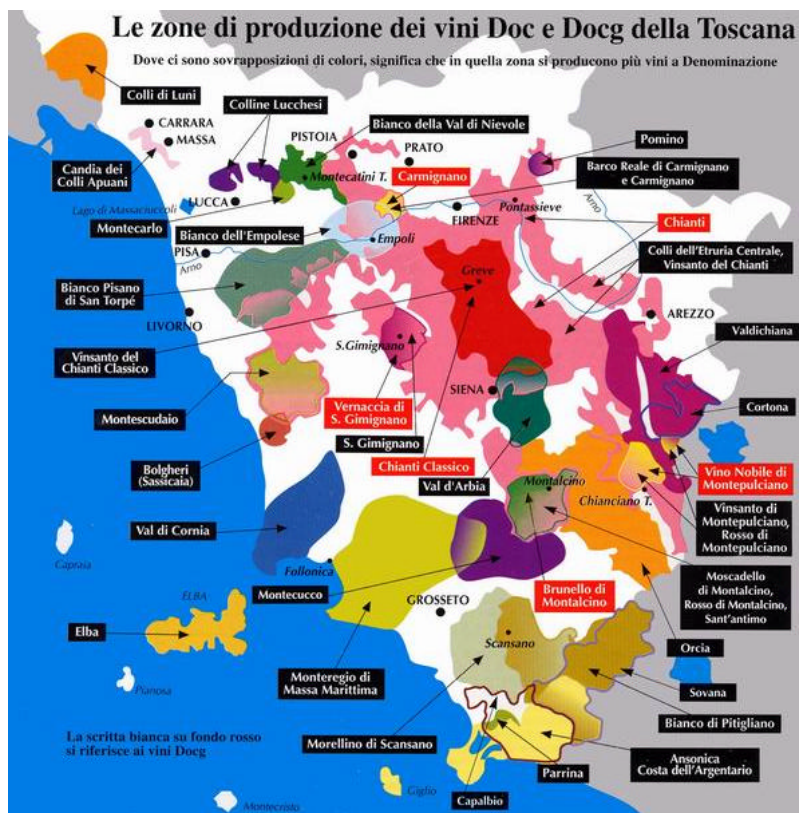 Le zone di produzione dei vini Doc e Docg della Toscana
Dove ci sono sovrapposizioni di colori, significa che in quella zona si producono più vini a Denominazione
Colli di Luni
CARRARA
MASSA
Candia dei
Colli Apuani
Colline Lucchesi
PISTOIA
Bianco della Val di Nievole
PRATO
Pomino
Montecatini T.
Carmignano
Barco Reale di Carmignano
e Carmignano
LUCCA
Lago di Massaciuccoli
Montecarlo
FIRENZE
Pontassieve
Arno
Chianti
Bianco dell'Empolese
Empoli
PISA
Arno
Colli dell'Etruria Centrale,
Vinsanto del Chianti
Bianco Pisano
di San Torpé
Greve
LIVORNO
AREZZO
Valdichiana
Vinsanto del
Chianti Classico
S.Gimignano
SIENA
Montescudaio
Vernaccia di
S. Gimignano
S. Gimignano
Cortona
Chianti Classico
Bolgheri
(Sassicaia)
Val d'Arbia
Montalcino
Chianciano T.
Vino Nobile di
Montepulciano
Vinsanto di
Montepulciano,
Rosso di
Montepulciano
Val di Cornia
Capraia
Follonica
Montecucco
Brunello di
Montalcino
Moscadello
di Montalcino,
Rosso di Montalcino,
Sant'antimo
ELBA
Elba
GROSSETO
Scansano
Orcia
Monteregio di
Massa Marittima
Pianosa
Sovana
Bianco di Pitigliano
La scritta bianca su fondo rosso
si riferisce ai vini Docg
Morellino di Scansano
Parrina
Ansonica
Costa dell'Argentario
Capalbio
Giglio
Montecristo